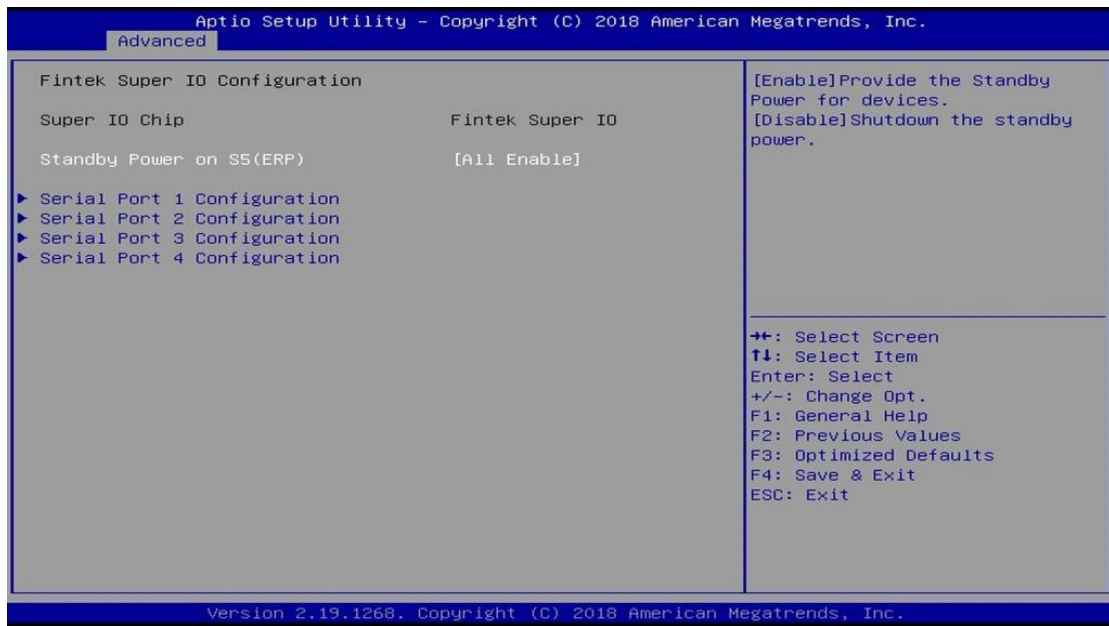 Aptio Setup Utility – Copyright (C) 2018 American Megatrends, Inc.
Advanced
Fintek Super IO Configuration
Super IO Chip Fintek Super IO
Standby Power on S5(ERP) [All Enable]
▶ Serial Port 1 Configuration
▶ Serial Port 2 Configuration
▶ Serial Port 3 Configuration
▶ Serial Port 4 Configuration
[Enable]Provide the Standby
Power for devices.
[Disable]Shutdown the standby
power.
→←: Select Screen
↑↓: Select Item
Enter: Select
+/-: Change Opt.
F1: General Help
F2: Previous Values
F3: Optimized Defaults
F4: Save & Exit
ESC: Exit
Version 2.19.1268. Copyright (C) 2018 American Megatrends, Inc.